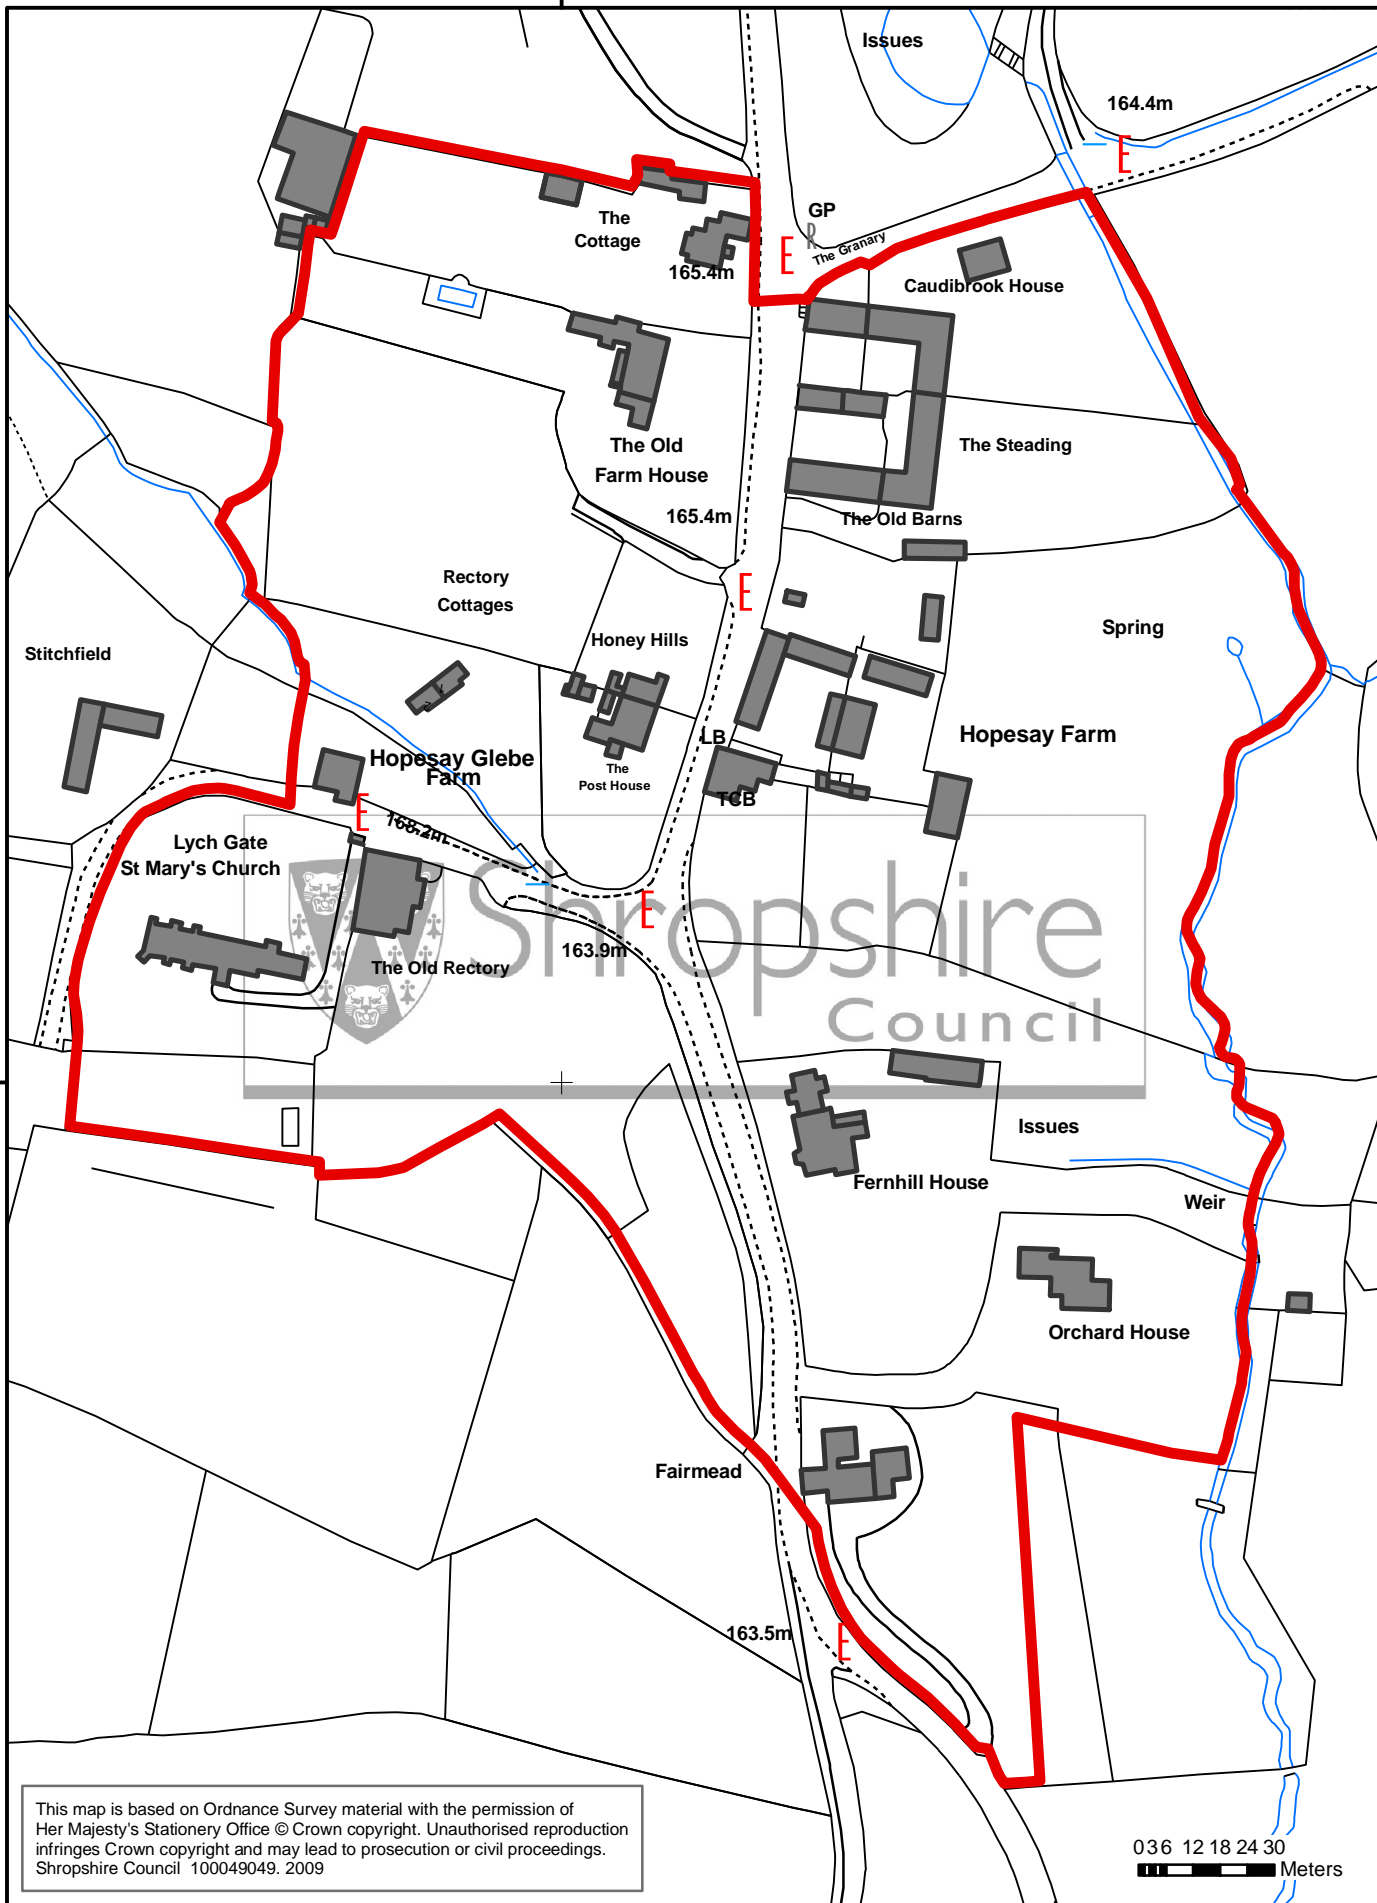 Issues
164.4m
E
GP
R
The Granary
E
The
Cottage
165.4m
Caudibrook House
The Old
Farm House
The Steading
165.4m
The Old Barns
E
Rectory
Cottages
Honey Hills
Spring
Stitchfield
LB
Hopesay Farm
Hopesay Glebe
Farm
The
Post House
TCB
E
168.2m
Lych Gate
St Mary's Church
Shropshire
Council
E
163.9m
The Old Rectory
Issues
Fernhill House
Weir
Orchard House
Fairmead
163.5m
E
This map is based on Ordnance Survey material with the permission of
Her Majesty's Stationery Office © Crown copyright. Unauthorised reproduction
infringes Crown copyright and may lead to prosecution or civil proceedings.
Shropshire Council 100049049. 2009
0 3 6 12 18 24 30
Meters